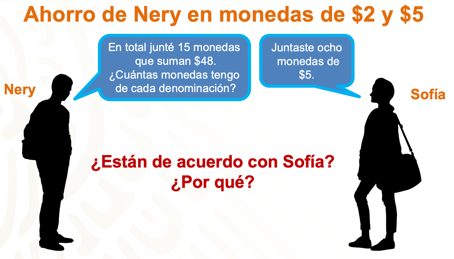 Ahorro de Nery en monedas de $2 y $5
En total junté 15 monedas
que suman $48.
¿Cuántas monedas tengo
de cada denominación?
Juntaste ocho
monedas de
$5.
Nery
Sofía
¿Están de acuerdo con Sofía?
¿Por qué?